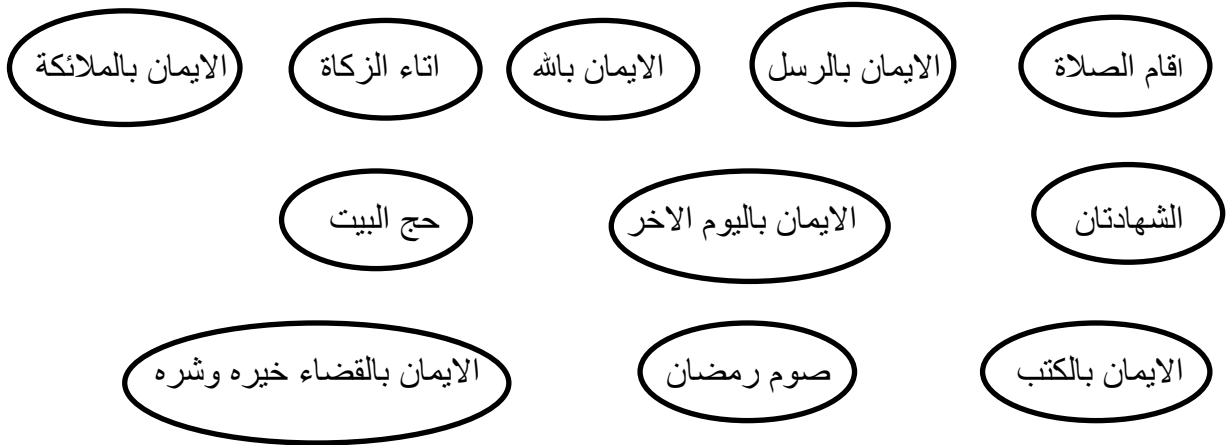 اقام الصلاة
الايمان بالرسل
الايمان بالله
اتاء الزكاة
الايمان بالملائكة
الشهادتان
الايمان باليوم الاخر
حج البيت
الايمان بالكتب
صوم رمضان
الايمان بالقضاء خيره وشره